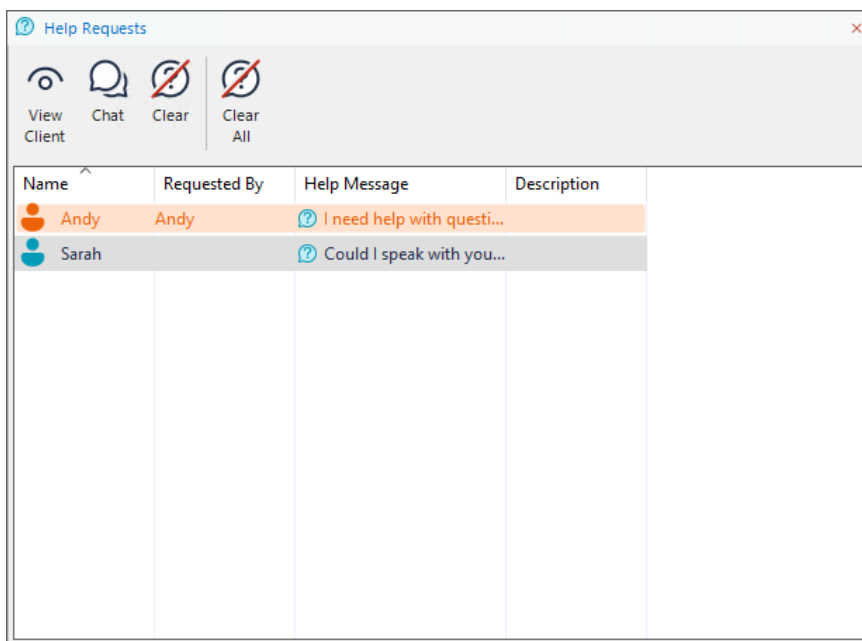 Help Requests
View Client
Chat
Clear
Clear All
Name Requested By Help Message Description
Andy Andy I need help with questi...
Sarah Could I speak with you...